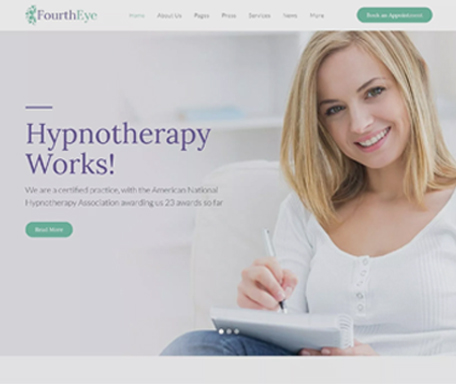 FourthEye
Home About Us Pages Prices Services News More
Book an Appointment
Hypnotherapy
Works!
We are a certified practice, with the American National
Hypnotherapy Association awarding us 23 awards so far
Read More